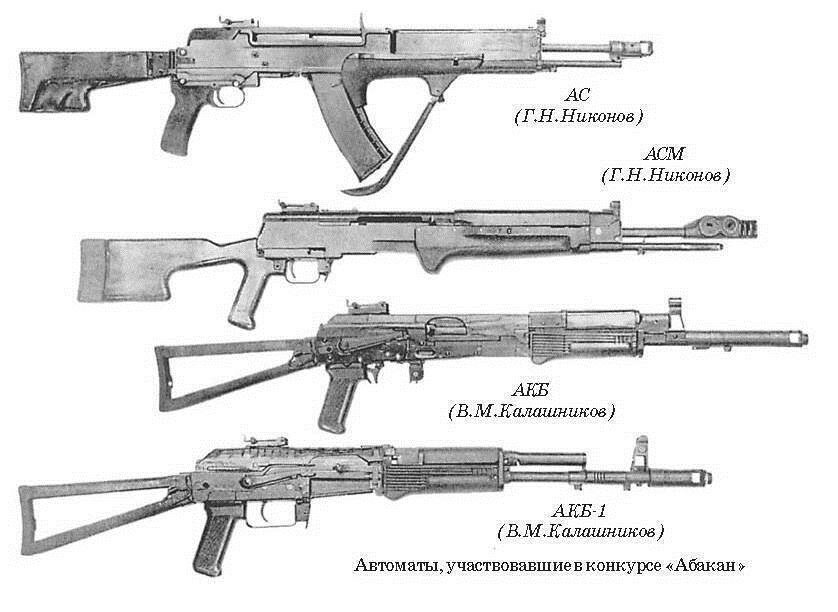 АС
(Г.Н.Никонов)
АСМ
(Г.Н.Никонов)
АКБ
(В.М.Калашников)
АКБ-1
(В.М.Калашников)
Автоматы, участвовавшие в конкурсе «Абакан»